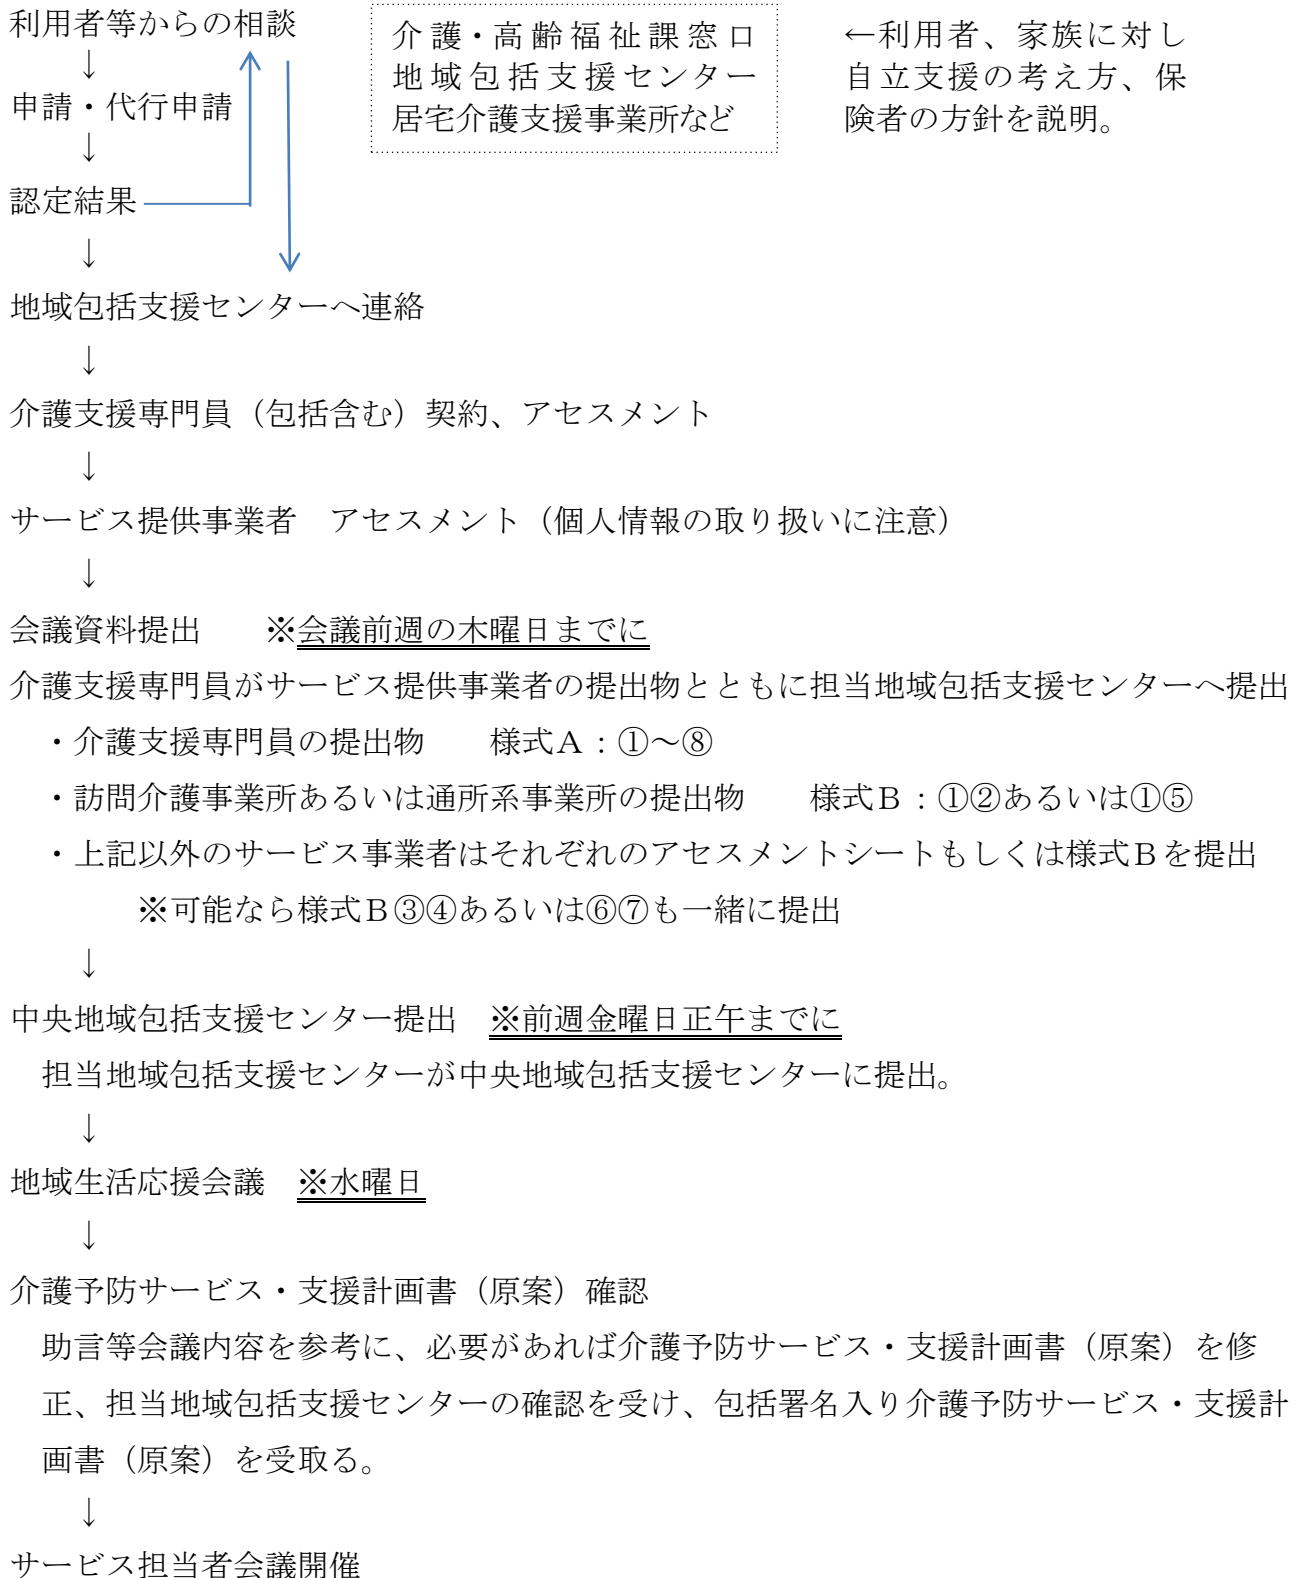 利用者等からの相談
↓
申請・代行申請
↓
認定結果
↓
介護・高齢福祉課窓口
地域包括支援センター
居宅介護支援事業所など
←利用者、家族に対し
自立支援の考え方、保
険者の方針を説明。
地域包括支援センターへ連絡
↓
介護支援専門員（包括含む）契約、アセスメント
↓
サービス提供事業者　アセスメント（個人情報の取り扱いに注意）
↓
会議資料提出　　※会議前週の木曜日までに
介護支援専門員がサービス提供事業者の提出物とともに担当地域包括支援センターへ提出
・介護支援専門員の提出物　　様式Ａ：①～⑧
・訪問介護事業所あるいは通所系事業所の提出物　　様式Ｂ：①②あるいは①⑤
・上記以外のサービス事業者はそれぞれのアセスメントシートもしくは様式Ｂを提出
※可能なら様式Ｂ③④あるいは⑥⑦も一緒に提出
↓
中央地域包括支援センター提出　※前週金曜日正午までに
担当地域包括支援センターが中央地域包括支援センターに提出。
↓
地域生活応援会議　※水曜日
↓
介護予防サービス・支援計画書（原案）確認
助言等会議内容を参考に、必要があれば介護予防サービス・支援計画書（原案）を修
正、担当地域包括支援センターの確認を受け、包括署名入り介護予防サービス・支援計
画書（原案）を受取る。
↓
サービス担当者会議開催